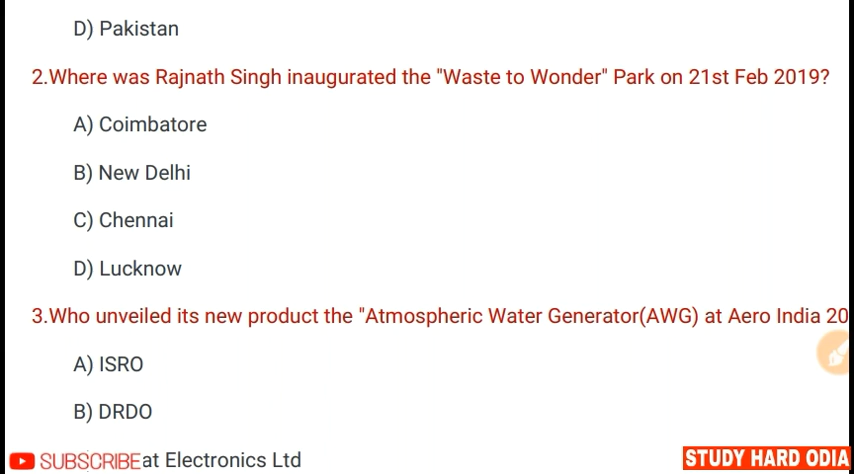 D) Pakistan
2.Where was Rajnath Singh inaugurated the "Waste to Wonder" Park on 21st Feb 2019?
A) Coimbatore
B) New Delhi
C) Chennai
D) Lucknow
3.Who unveiled its new product the "Atmospheric Water Generator(AWG) at Aero India 20
A) ISRO
B) DRDO
SUBSCRIBE at Electronics Ltd
STUDY HARD ODIA